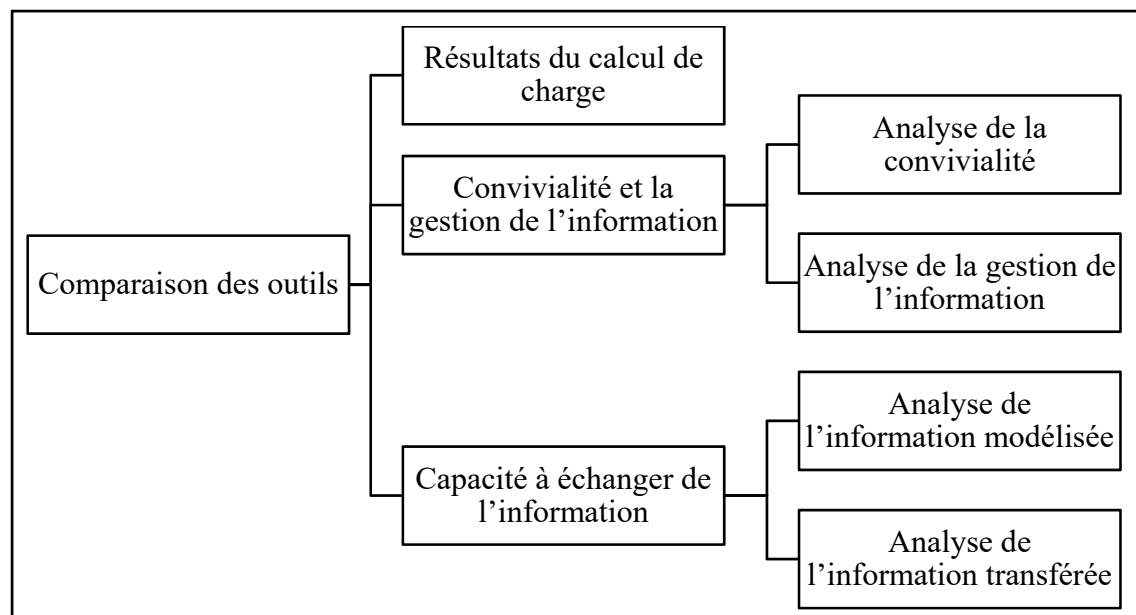 Résultats du calcul de
charge
Analyse de la
convivialité
Convivialité et la
gestion de l’information
Comparaison des outils
Analyse de la gestion de
l’information
Analyse de
l’information modélisée
Capacité à échanger de
l’information
Analyse de
l’information transférée